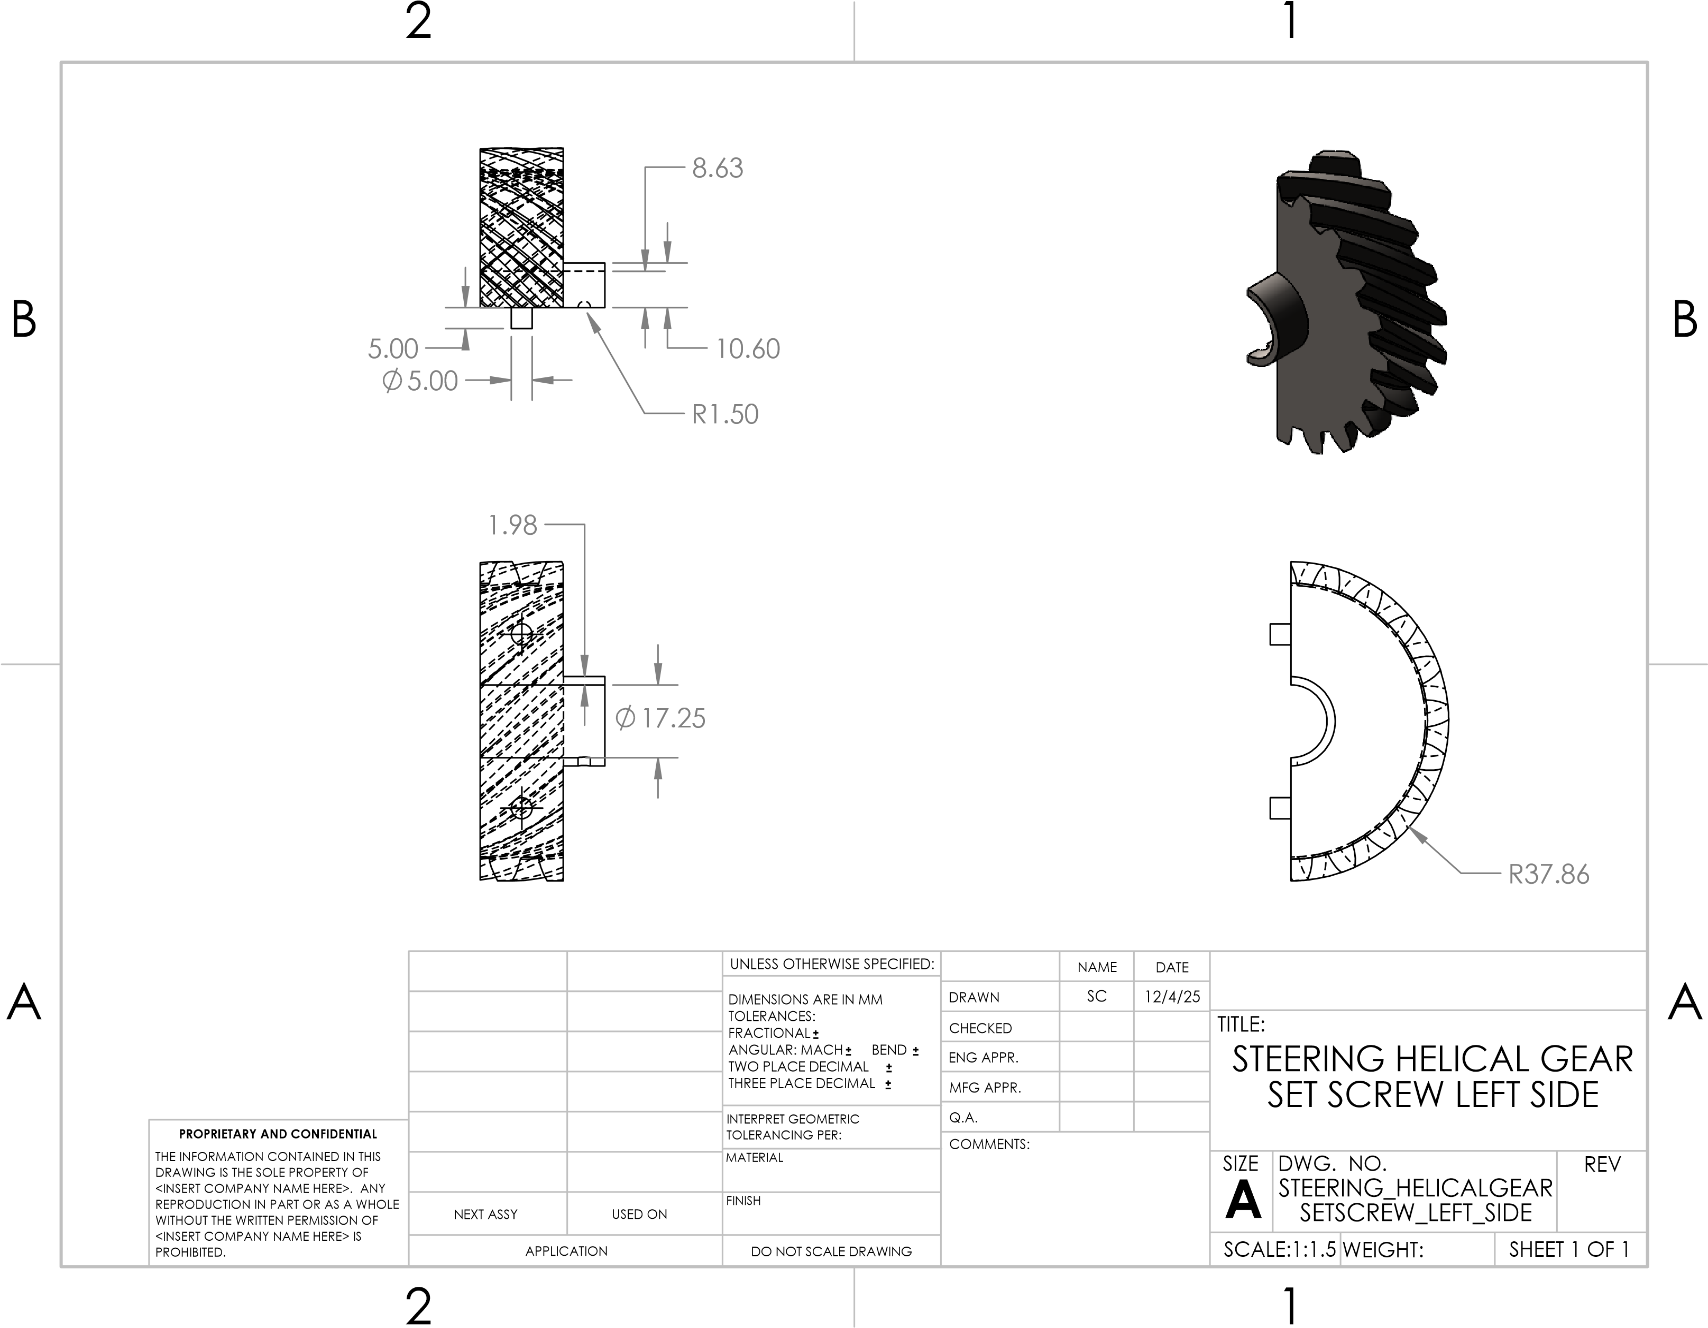 2
1
B
B
8.63
5.00
10.60
∅5.00
R1.50
1.98
∅17.25
R37.86
A
A
UNLESS OTHERWISE SPECIFIED:
DIMENSIONS ARE IN MM
TOLERANCES:
FRACTIONAL±
ANGULAR: MACH± BEND ±
TWO PLACE DECIMAL ±
THREE PLACE DECIMAL ±
INTERPRET GEOMETRIC
TOLERANCING PER:
MATERIAL
FINISH
DO NOT SCALE DRAWING
NAME DATE
DRAWN SC 12/4/25
CHECKED
ENG APPR.
MFG APPR.
Q.A.
COMMENTS:
TITLE:
STEERING HELICAL GEAR
SET SCREW LEFT SIDE
SIZE DWG. NO. REV
A
STEERING_HELICALGEAR
SETSCREW_LEFT_SIDE
SCALE:1:1.5 WEIGHT: SHEET 1 OF 1
PROPRIETARY AND CONFIDENTIAL
THE INFORMATION CONTAINED IN THIS
DRAWING IS THE SOLE PROPERTY OF
<INSERT COMPANY NAME HERE>. ANY
REPRODUCTION IN PART OR AS A WHOLE
WITHOUT THE WRITTEN PERMISSION OF
<INSERT COMPANY NAME HERE> IS
PROHIBITED.
NEXT ASSY USED ON
APPLICATION
2
1